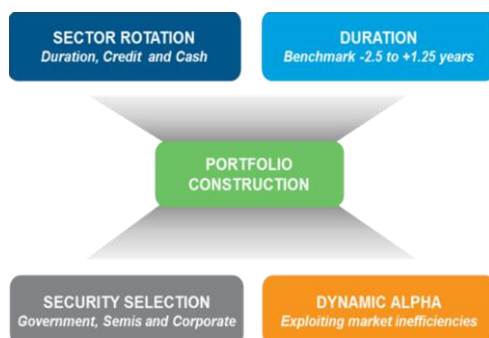 SECTOR ROTATION
Duration, Credit and Cash
DURATION
Benchmark -2.5 to +1.25 years
PORTFOLIO
CONSTRUCTION
SECURITY SELECTION
Government, Semis and Corporate
DYNAMIC ALPHA
Exploiting market inefficiencies